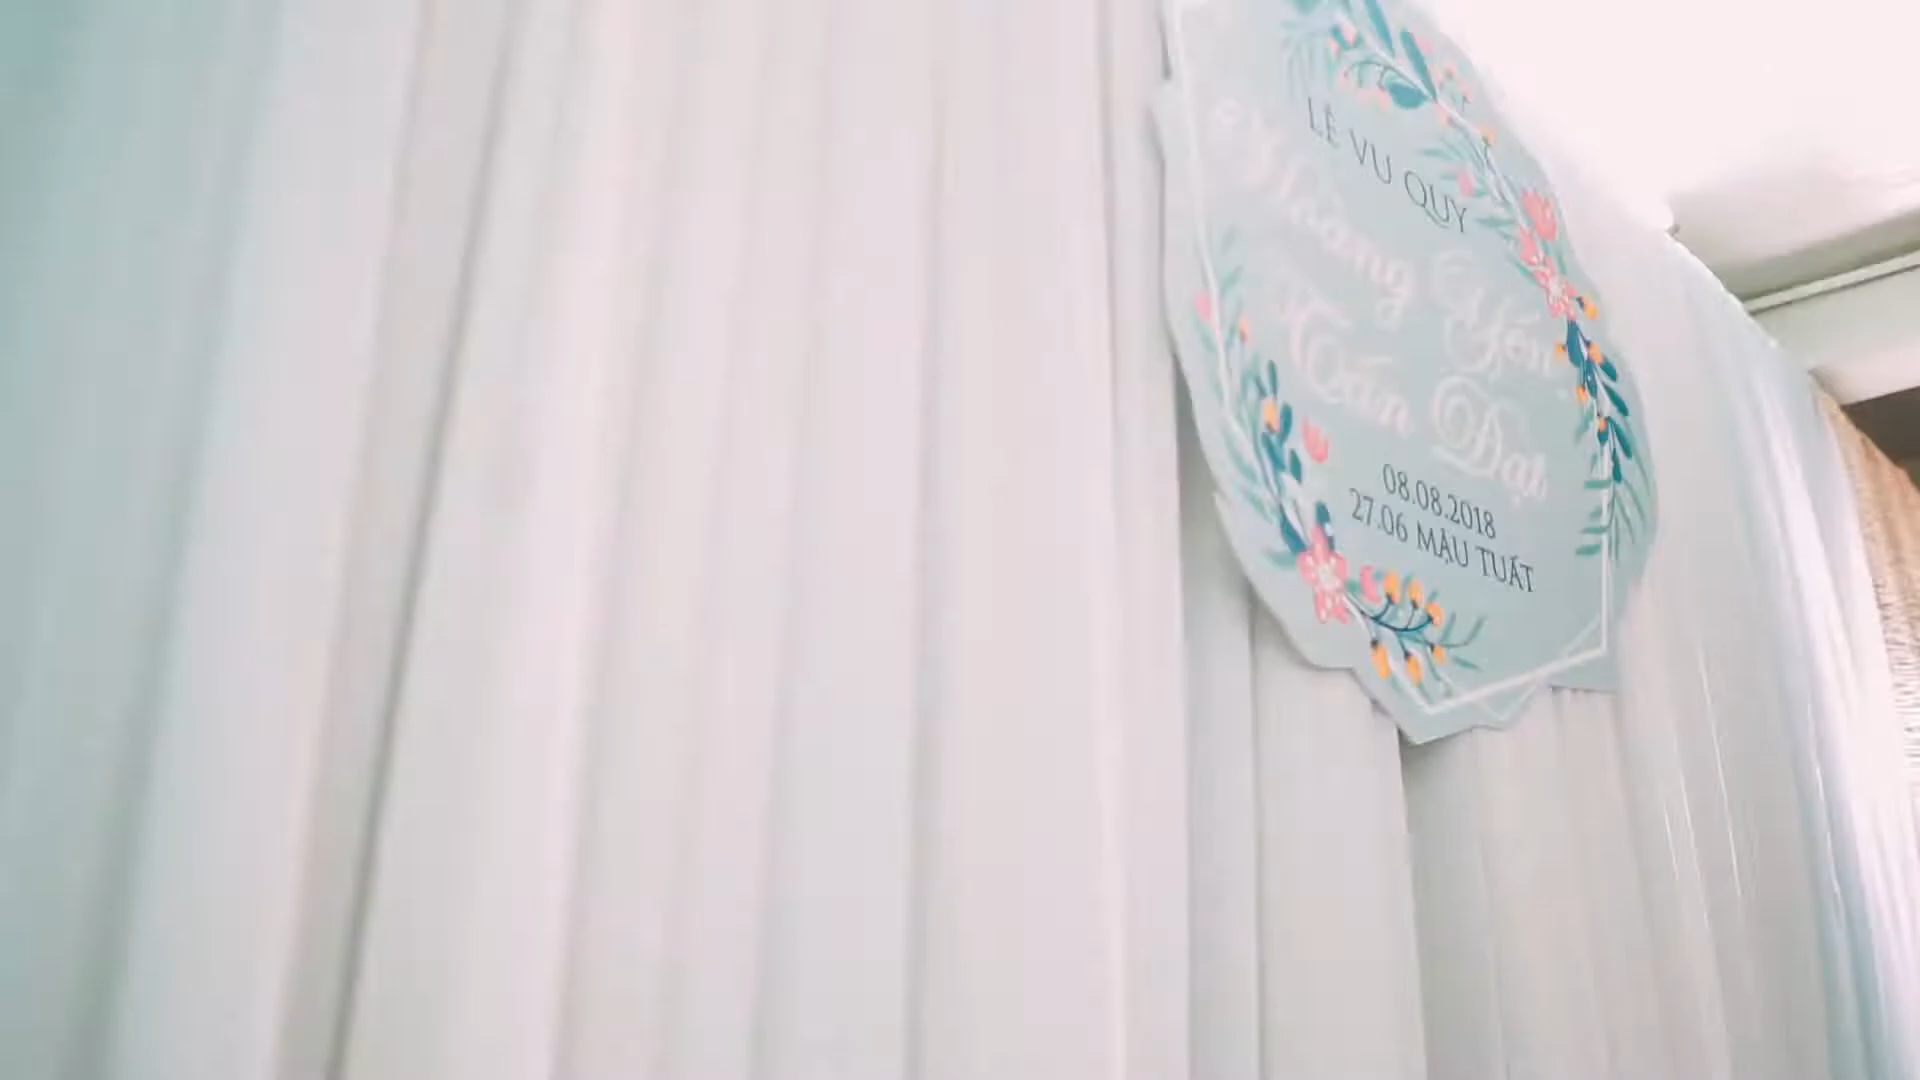 LỄ VU QUY
Hoàng Yến
Tấn Đạt
08.08.2018
27.06 MẬU TUẤT